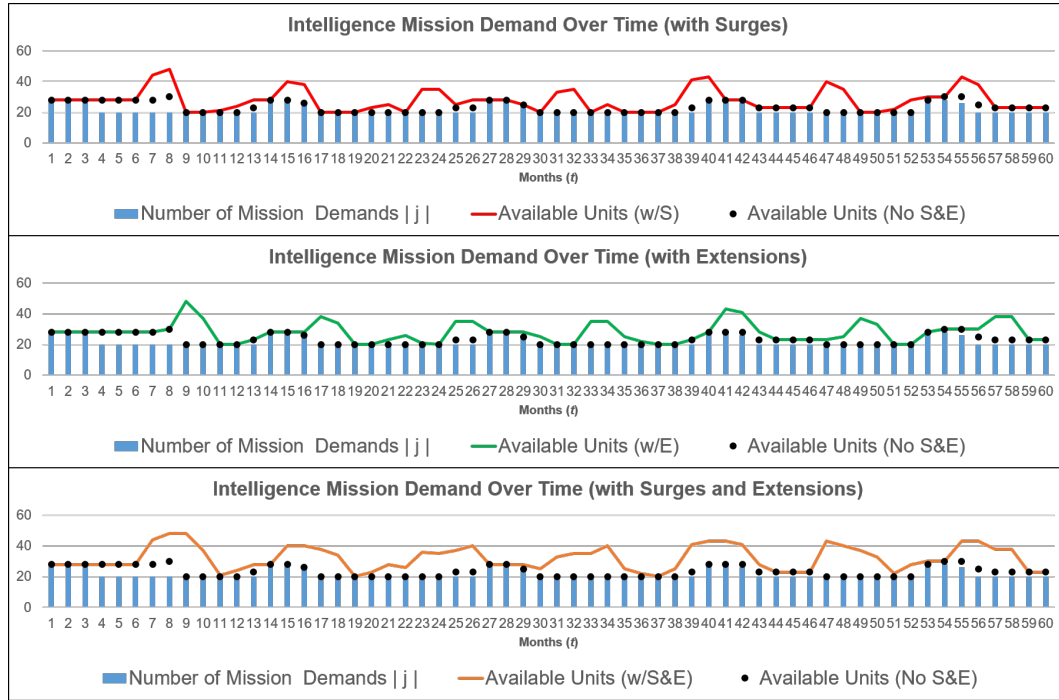 Intelligence Mission Demand Over Time (with Surges)
60
40
20
0
1 2 3 4 5 6 7 8 9 10 11 12 13 14 15 16 17 18 19 20 21 22 23 24 25 26 27 28 29 30 31 32 33 34 35 36 37 38 39 40 41 42 43 44 45 46 47 48 49 50 51 52 53 54 55 56 57 58 59 60
Months (t)
Number of Mission Demands | j | Available Units (w/S) Available Units (No S&E)
Intelligence Mission Demand Over Time (with Extensions)
60
40
20
0
1 2 3 4 5 6 7 8 9 10 11 12 13 14 15 16 17 18 19 20 21 22 23 24 25 26 27 28 29 30 31 32 33 34 35 36 37 38 39 40 41 42 43 44 45 46 47 48 49 50 51 52 53 54 55 56 57 58 59 60
Months (t)
Number of Mission Demands | j | Available Units (w/E) Available Units (No S&E)
Intelligence Mission Demand Over Time (with Surges and Extensions)
60
40
20
0
1 2 3 4 5 6 7 8 9 10 11 12 13 14 15 16 17 18 19 20 21 22 23 24 25 26 27 28 29 30 31 32 33 34 35 36 37 38 39 40 41 42 43 44 45 46 47 48 49 50 51 52 53 54 55 56 57 58 59 60
Months (t)
Number of Mission Demands | j | Available Units (w/S&E) Available Units (No S&E)